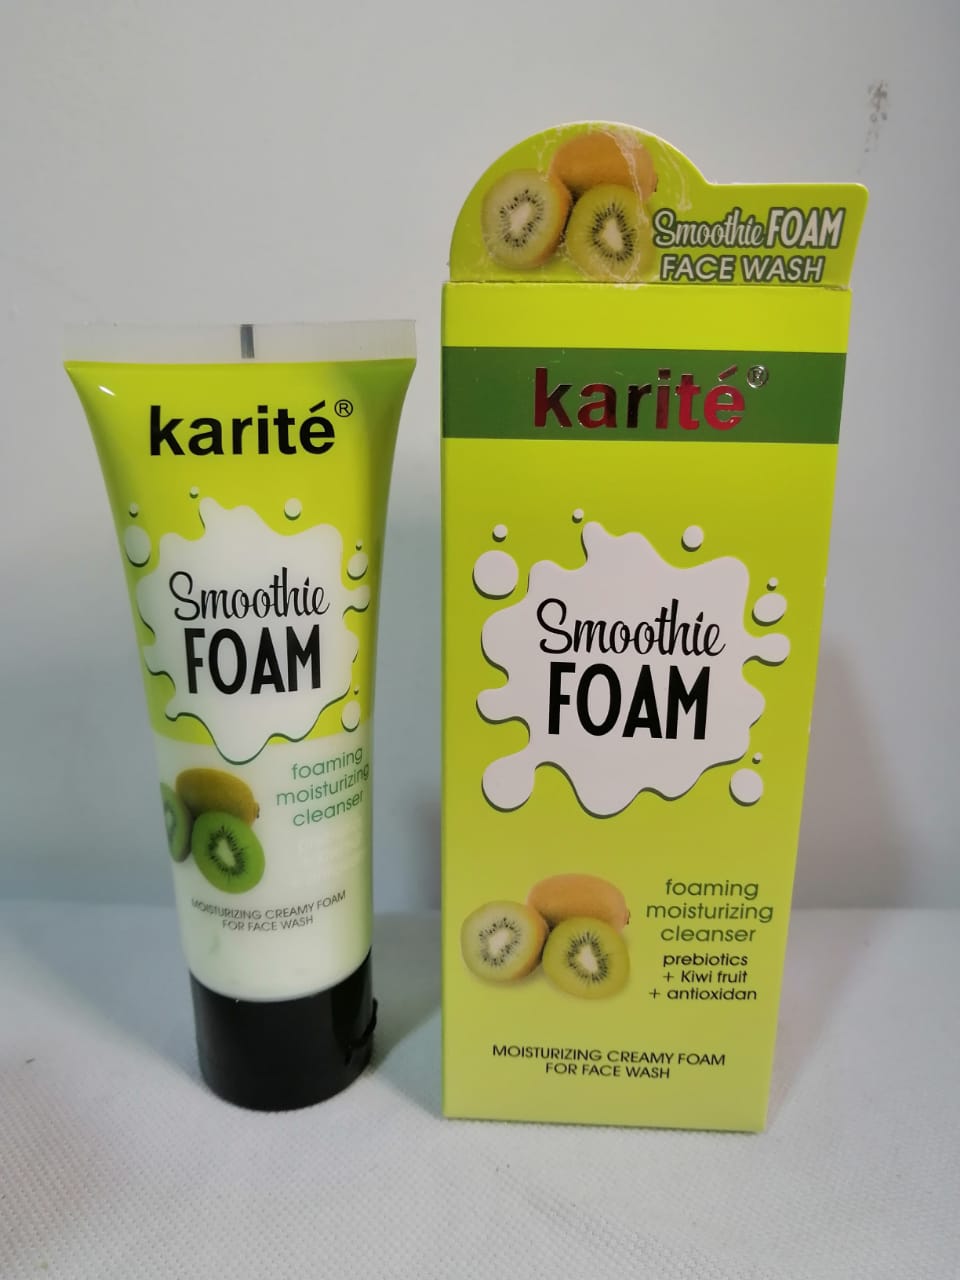 karité®
Smoothie
FOAM
foaming
moisturizing
cleanser
MOISTURIZING CREAMY FOAM
FOR FACE WASH
Smoothie FOAM
FACE WASH
karité®
Smoothie
FOAM
foaming
moisturizing
cleanser
prebiotics
+ Kiwi fruit
+ antioxidan
MOISTURIZING CREAMY FOAM
FOR FACE WASH